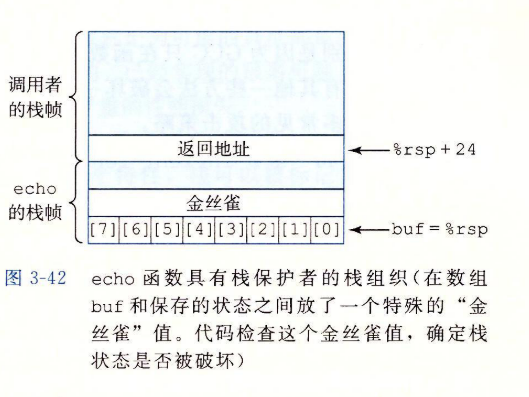 调用者
的栈帧
返回地址
%rsp+24
echo
的栈帧
金丝雀
[7][6][5][4][3][2][1][0]
buf=%rsp
图 3-42 echo 函数具有栈保护者的栈组织(在数组
buf 和保存的状态之间放了一个特殊的“金
丝雀”值。代码检查这个金丝雀值，确定栈
状态是否被破坏)